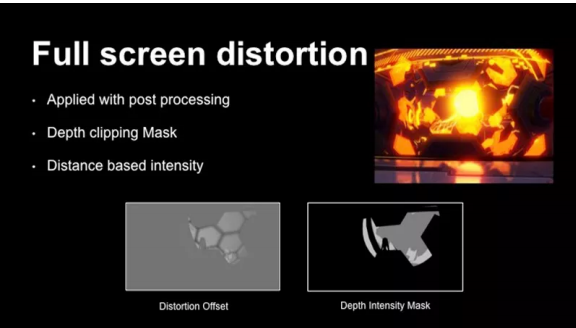 Full screen distortion
• Applied with post processing
• Depth clipping Mask
• Distance based intensity
Distortion Offset
Depth Intensity Mask